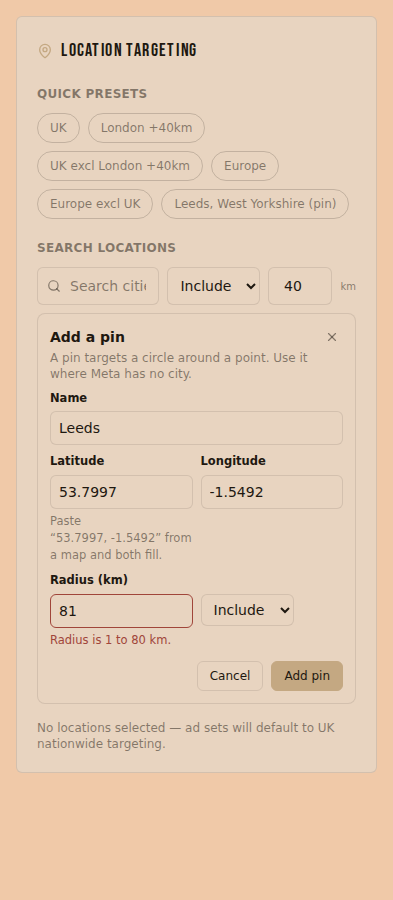 LOCATION TARGETING
QUICK PRESETS
UK
London +40km
UK excl London +40km
Europe
Europe excl UK
Leeds, West Yorkshire (pin)
SEARCH LOCATIONS
Search citi
Include
40
km
Add a pin
A pin targets a circle around a point. Use it
where Meta has no city.
Name
Leeds
Latitude
Longitude
53.7997
-1.5492
Paste
“53.7997, -1.5492” from
a map and both fill.
Radius (km)
81
Include
Radius is 1 to 80 km.
Cancel
Add pin
No locations selected — ad sets will default to UK
nationwide targeting.